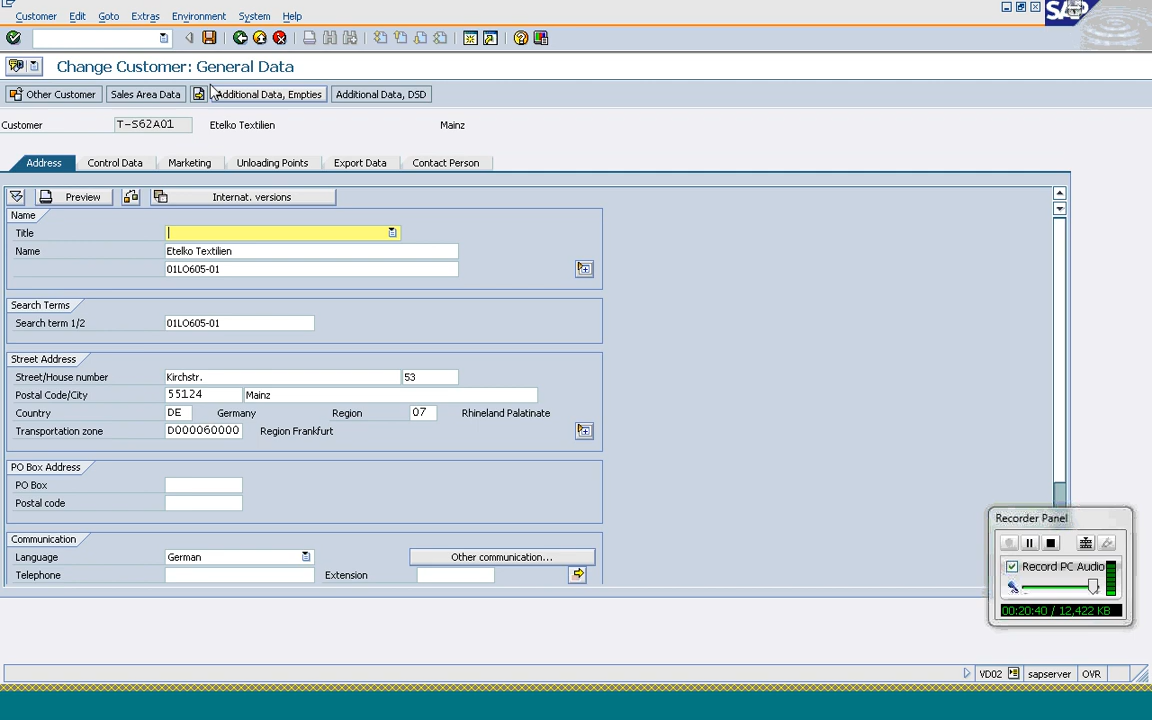 Customer Edit Goto Extras Environment System Help
SAP
Change Customer: General Data
Other Customer Sales Area Data Additional Data, Empties Additional Data, DSD
Customer T-S62A01 Etelko Textilien Mainz
Address Control Data Marketing Unloading Points Export Data Contact Person
Preview Internat. versions
Name
Title
Name Etelko Textilien
01LO605-01
Search Terms
Search term 1/2 01LO605-01
Street Address
Street/House number Kirchstr. 53
Postal Code/City 55124 Mainz
Country DE Germany Region 07 Rhineland Palatinate
Transportation zone D000060000 Region Frankfurt
PO Box Address
PO Box
Postal code
Communication
Language German Other communication...
Telephone Extension
Recorder Panel
Record PC Audio
00:20:40 / 12,422 KB
VD02 sapserver OVR